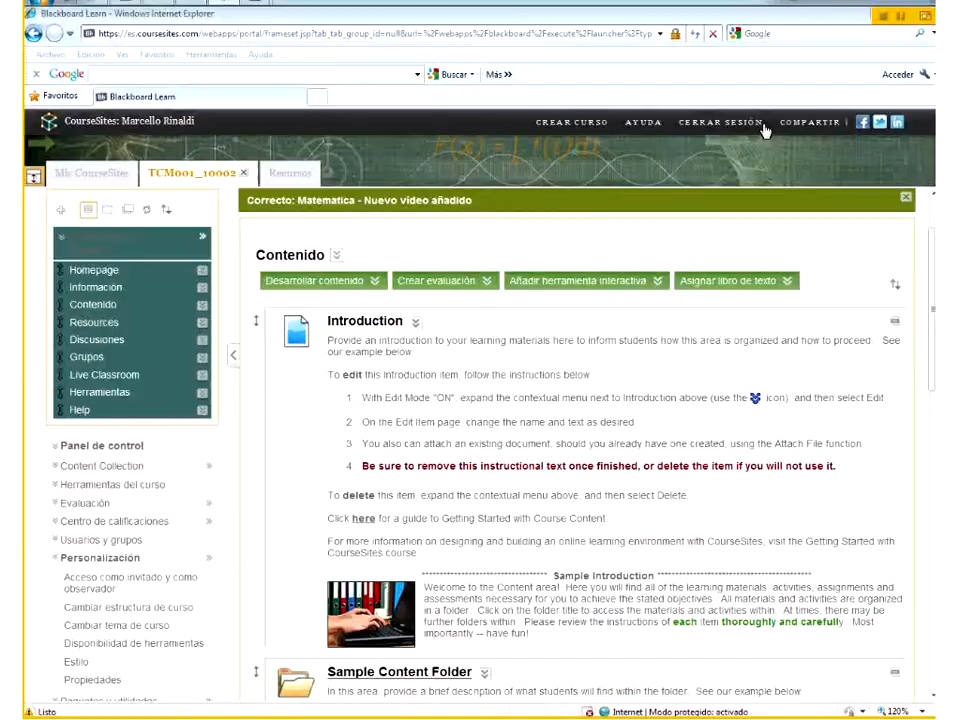 Blackboard Learn - Windows Internet Explorer
https://es.coursesites.com/webapps/portal/frameset.jsp?tab_tab_group_id=null&url=%2Fwebapps%2Fblackboard%2Fexecute%2Flauncher%3Ftyp
Google
Archivo Edición Ver Favoritos Herramientas Ayuda
x Google Buscar Más >> Acceder
Favoritos Blackboard Learn
CourseSites: Marcello Rinaldi CREAR CURSO AYUDA CERRAR SESIÓN COMPARTIR
Mis CourseSites TCM001_10002 Recursos
Correcto: Matematica - Nuevo vídeo añadido
Homepage
Información
Contenido
Resources
Discusiones
Grupos
Live Classroom
Herramientas
Help
Panel de control
Content Collection
Herramientas del curso
Evaluación
Centro de calificaciones
Usuarios y grupos
Personalización
Acceso como invitado y como
observador
Cambiar estructura de curso
Cambiar tema de curso
Disponibilidad de herramientas
Estilo
Propiedades
Paquetes y utilidades
Contenido
Desarrollar contenido Crear evaluación Añadir herramienta interactiva Asignar libro de texto
Introduction
Provide an introduction to your learning materials here to inform students how this area is organized and how to proceed. See
our example below
To edit this Introduction item, follow the instructions below
1 With Edit Mode "ON", expand the contextual menu next to Introduction above (use the icon) and then select Edit
2 On the Edit Item page, change the name and text as desired
3 You also can attach an existing document, should you already have one created, using the Attach File function
4 Be sure to remove this instructional text once finished, or delete the item if you will not use it.
To delete this item, expand the contextual menu above, and then select Delete
Click here for a guide to Getting Started with Course Content
For more information on designing and building an online learning environment with CourseSites, visit the Getting Started with
CourseSites course
Sample Introduction
Welcome to the Content area! Here you will find all of the learning materials, activities, assignments and
assessments necessary for you to achieve the stated objectives. All materials and activities are organized
in a folder. Click on the folder title to access the materials and activities within. At times, there may be
further folders within. Please review the instructions of each item thoroughly and carefully. Most
importantly -- have fun!
Sample Content Folder
In this area, provide a brief description of what students will find within the folder. See our example below
Listo Internet | Modo protegido: activado 120%